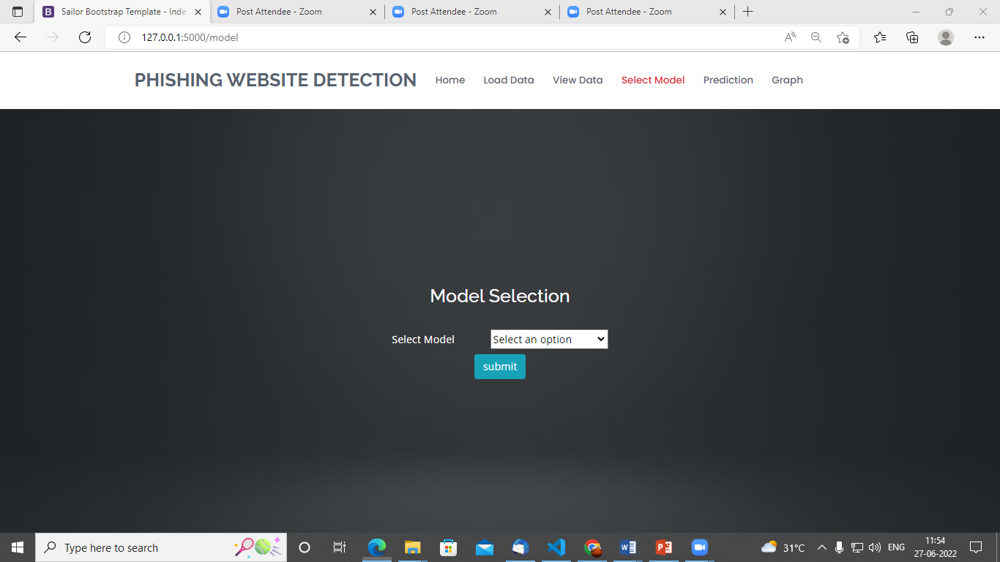 Sailor Bootstrap Template - Inde
Post Attendee - Zoom
Post Attendee - Zoom
Post Attendee - Zoom
127.0.0.1:5000/model
PHISHING WEBSITE DETECTION
Home
Load Data
View Data
Select Model
Prediction
Graph
Model Selection
Select Model
Select an option
submit
Type here to search
31°C
ENG
11:54
27-06-2022